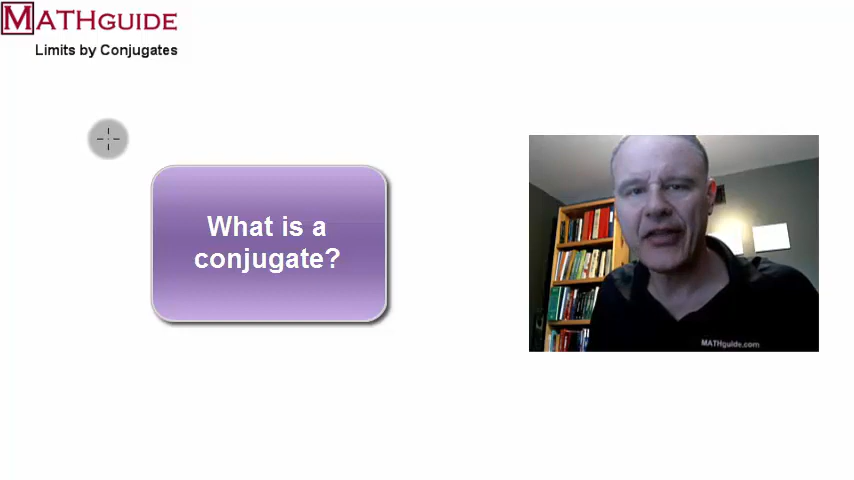 MATHGUIDE
Limits by Conjugates
What is a
conjugate?
MATHguide.com